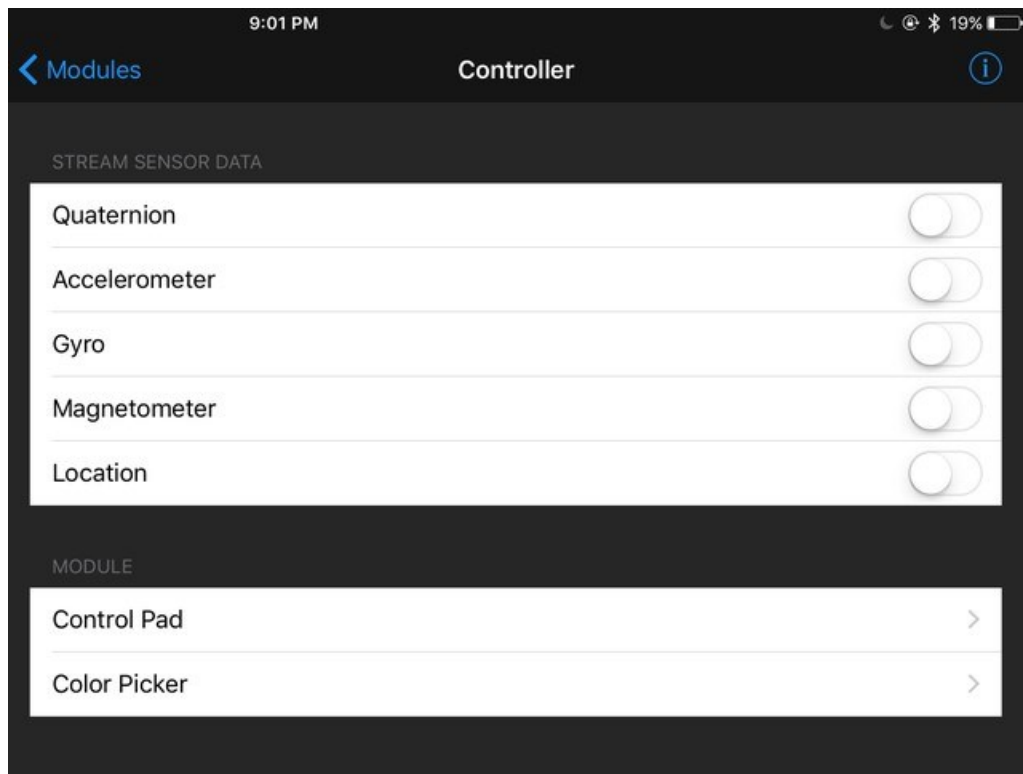 9:01 PM 19%
Modules Controller i
STREAM SENSOR DATA
Quaternion
Accelerometer
Gyro
Magnetometer
Location
MODULE
Control Pad
Color Picker